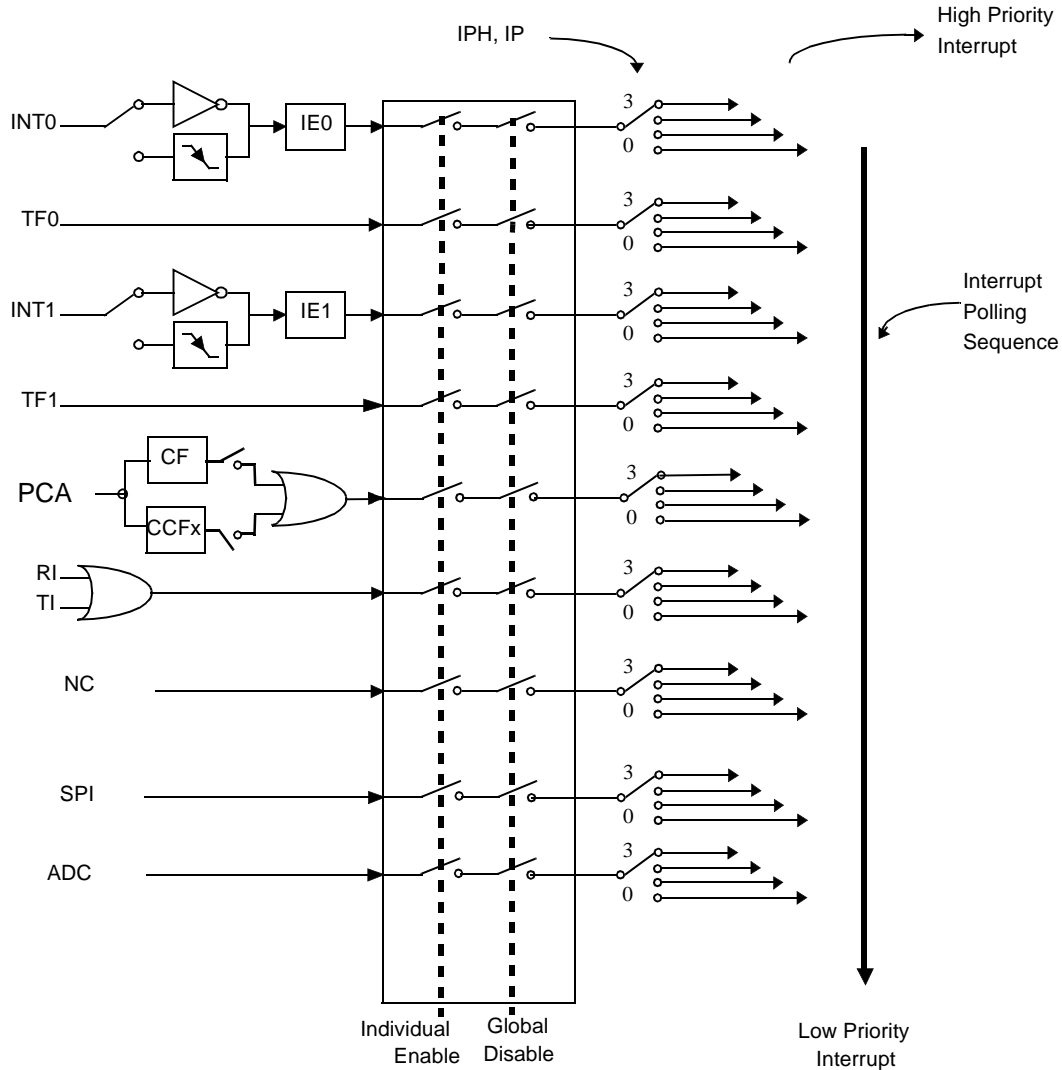 High Priority
Interrupt
IPH, IP
INT0
IE0
3
0
TF0
3
0
INT1
IE1
3
0
Interrupt
Polling
Sequence
TF1
3
0
PCA
CF
CCFx
3
0
RI
TI
3
0
NC
3
0
SPI
3
0
ADC
3
0
Individual
Enable
Global
Disable
Low Priority
Interrupt